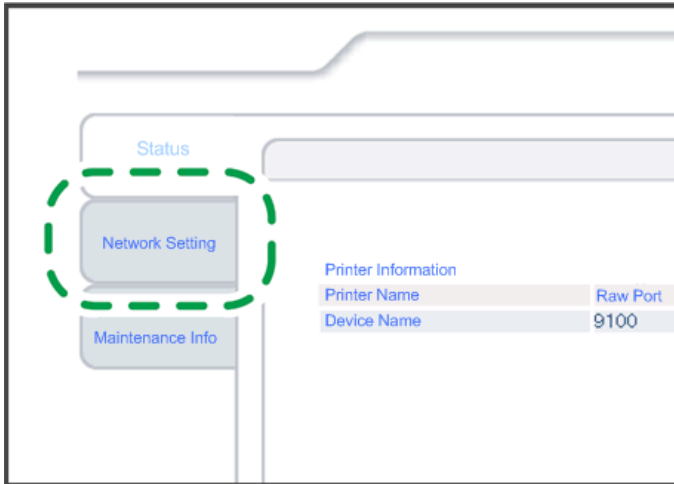 Status
Network Setting
Maintenance Info
Printer Information
Printer Name Raw Port
Device Name 9100